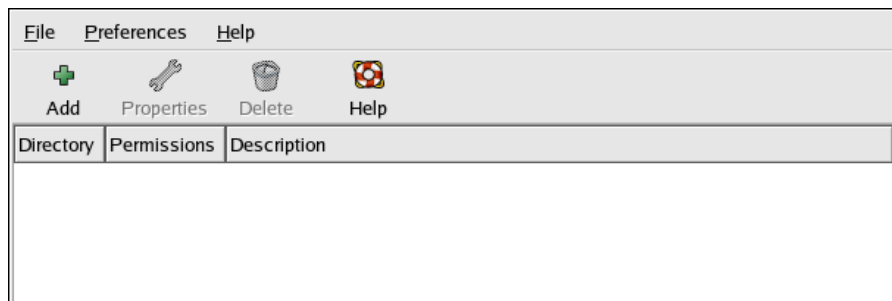 File Preferences Help
Add Properties Delete Help
Directory Permissions Description